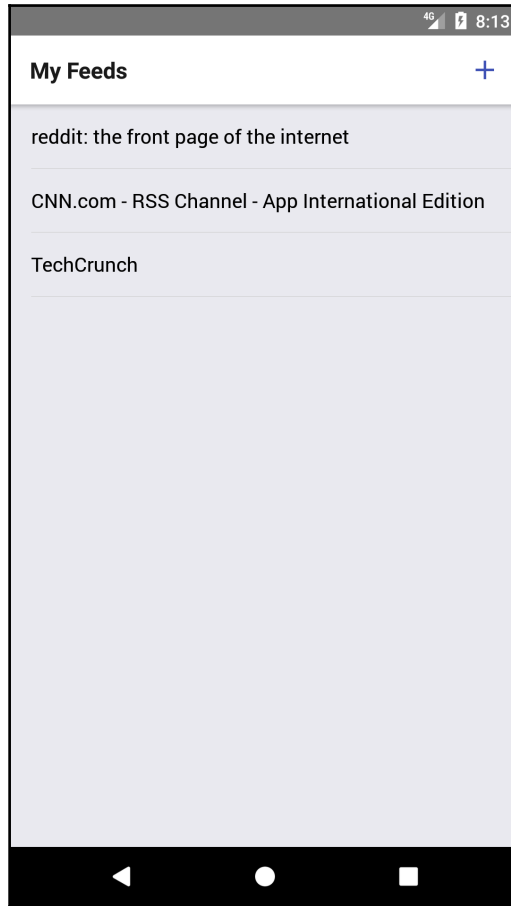 4G 8:13
My Feeds +
reddit: the front page of the internet
CNN.com - RSS Channel - App International Edition
TechCrunch